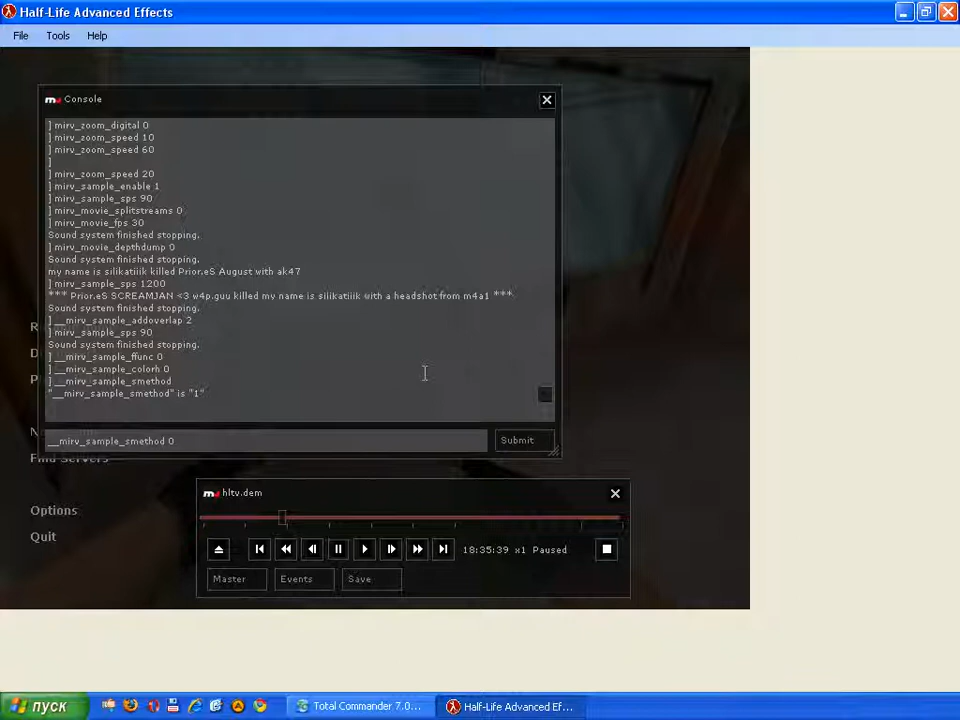 Half-Life Advanced Effects
File Tools Help
Console
] mirv_zoom_digital 0
] mirv_zoom_speed 10
] mirv_zoom_speed 60
]
] mirv_zoom_speed 20
] mirv_sample_enable 1
] mirv_sample_sps 90
] mirv_movie_splitstreams 0
] mirv_movie_fps 30
Sound system finished stopping.
] mirv_movie_depthdump 0
Sound system finished stopping.
my name is silikatiiik killed Prior.eS August with ak47
] mirv_sample_sps 1200
*** Prior.eS SCREAMJAN <3 w4p.guu killed my name is silikatiiik with a headshot from m4a1 ***
Sound system finished stopping.
] __mirv_sample_addoverlap 2
] mirv_sample_sps 90
Sound system finished stopping.
] __mirv_sample_ffunc 0
] __mirv_sample_colorh 0
] __mirv_sample_smethod
"__mirv_sample_smethod" is "1"
__mirv_sample_smethod 0
Submit
Find Servers
Options
Quit
hltv.dem
18:35:39 x1 Paused
Master Events Save
пуск
Total Commander 7.0...
Half-Life Advanced Ef...